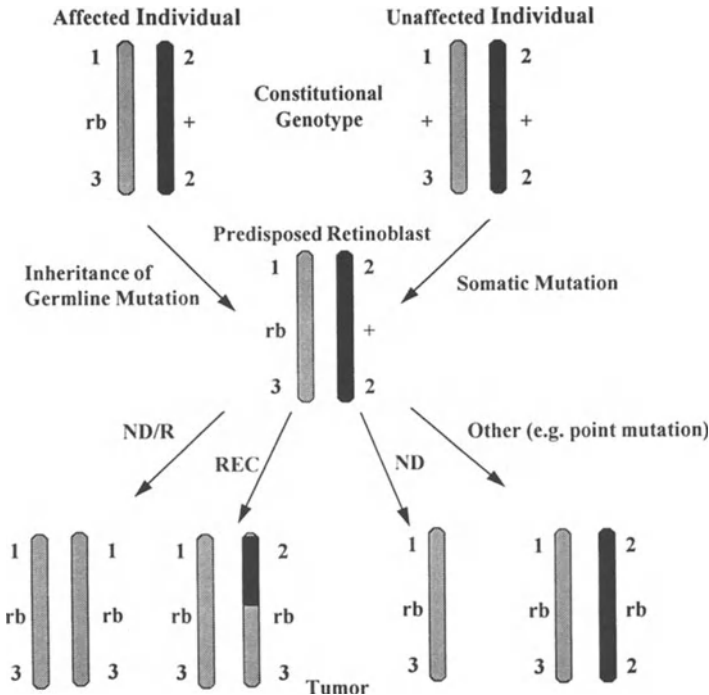 Affected Individual Unaffected Individual
1 2 1 2
Constitutional
Genotype
rb + + +
3 2 3 2
Predisposed Retinoblast
1 2
Inheritance of
Germline Mutation
Somatic Mutation
rb +
3 2
ND/R
REC
ND
Other (e.g. point mutation)
1 1 1 2 1 1 2
rb rb rb rb rb rb rb
3 3 3 3 3 3 2
Tumor